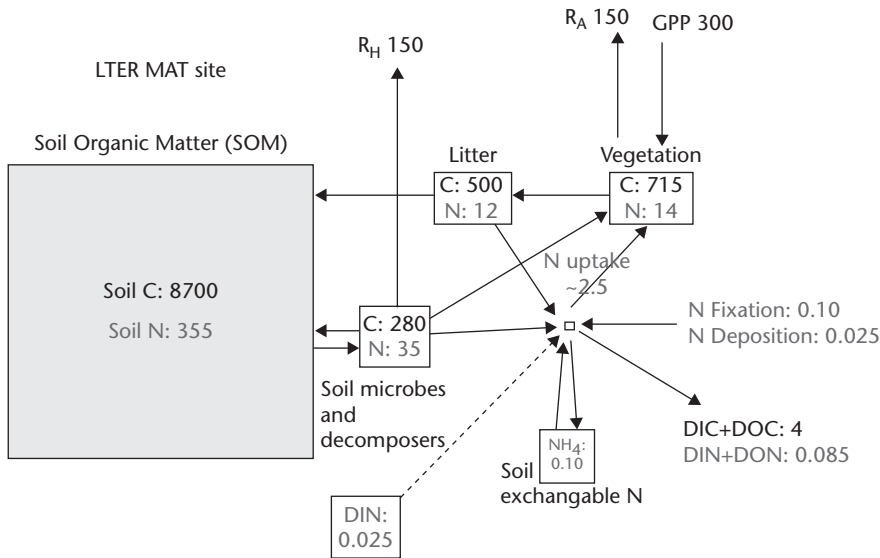 R_A 150
GPP 300
R_H 150
LTER MAT site
Soil Organic Matter (SOM)
Litter
Vegetation
C: 500
N: 12
C: 715
N: 14
N uptake
~2.5
Soil C: 8700
Soil N: 355
C: 280
N: 35
N Fixation: 0.10
N Deposition: 0.025
Soil microbes
and
decomposers
DIC+DOC: 4
DIN+DON: 0.085
NH4:
0.10
Soil
exchangable N
DIN:
0.025